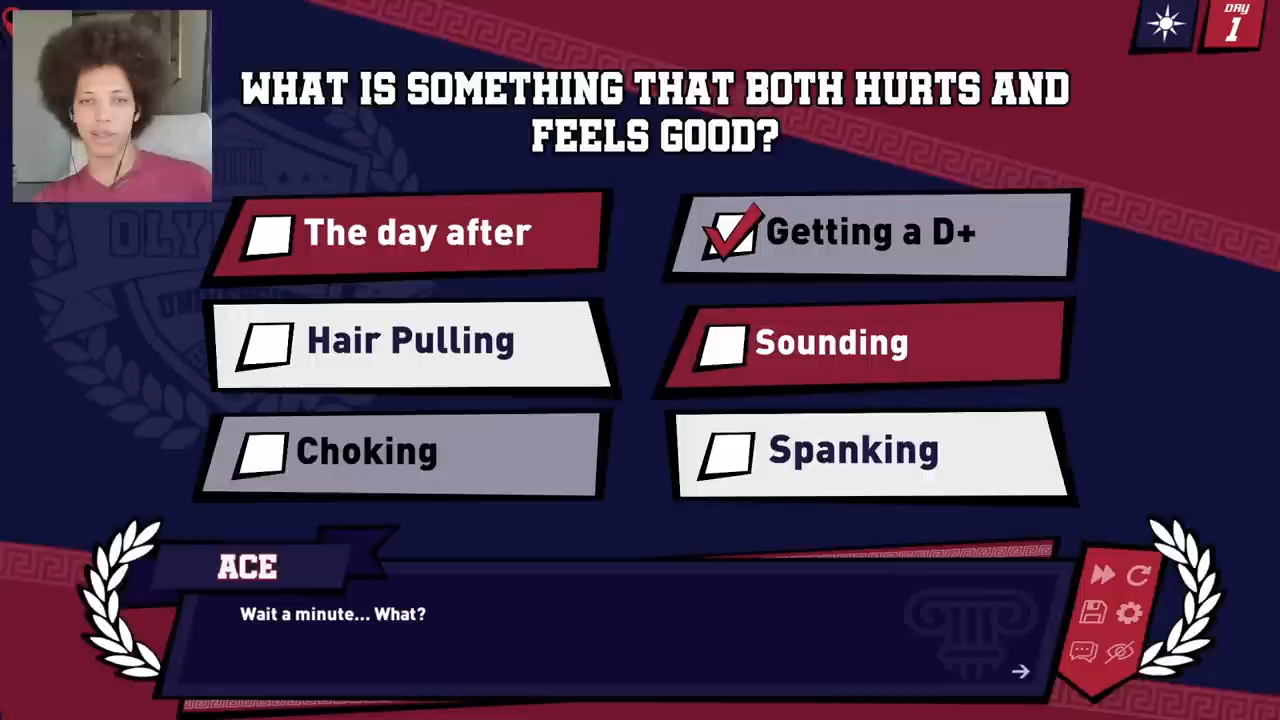 DAY
1
WHAT IS SOMETHING THAT BOTH HURTS AND
FEELS GOOD?
The day after
Getting a D+
Hair Pulling
Sounding
Choking
Spanking
ACE
Wait a minute... What?